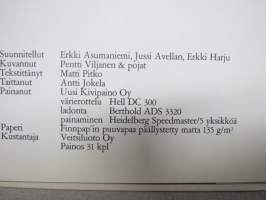 Suunnitellut Erkki Asumaniemi, Jussi Avellan, Erkki Harju
Kuvannut Pentti Viljanen & pojat
Tekstittänyt Matti Pitko
Taittanut Antti Jokela
Painanut Uusi Kivipaino Oy
värierottelu Hell DC 300
ladonta Berthold ADS 3320
painaminen Heidelberg Speedmaster/5 yksikköä
Paperi Finnpap'in puuvapaa päällystetty matta 135 g/m²
Kustantaja Veitsiluoto Oy
Painos 31 kpl